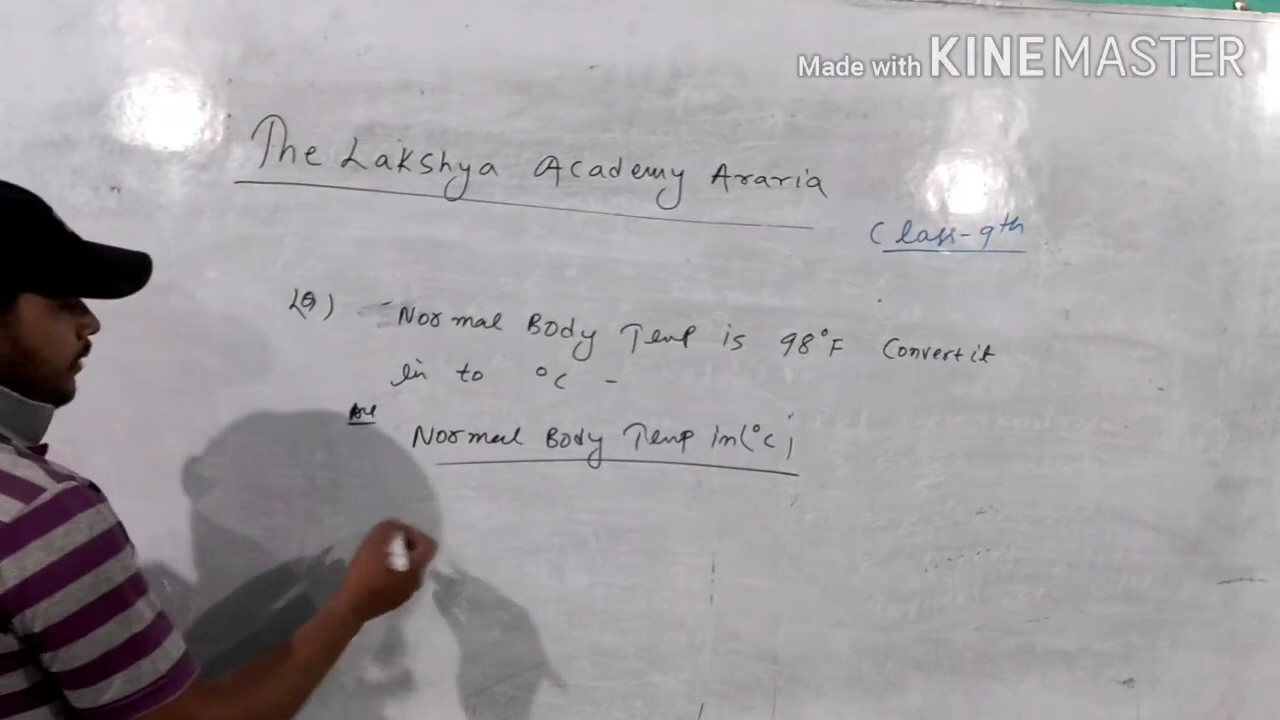 Made with KINEMASTER
The Lakshya Academy Araria
Class-9th
(Q) Normal Body Temp is 98°F Convert it
in to °C -
Ans
Normal Body Temp in (°C)